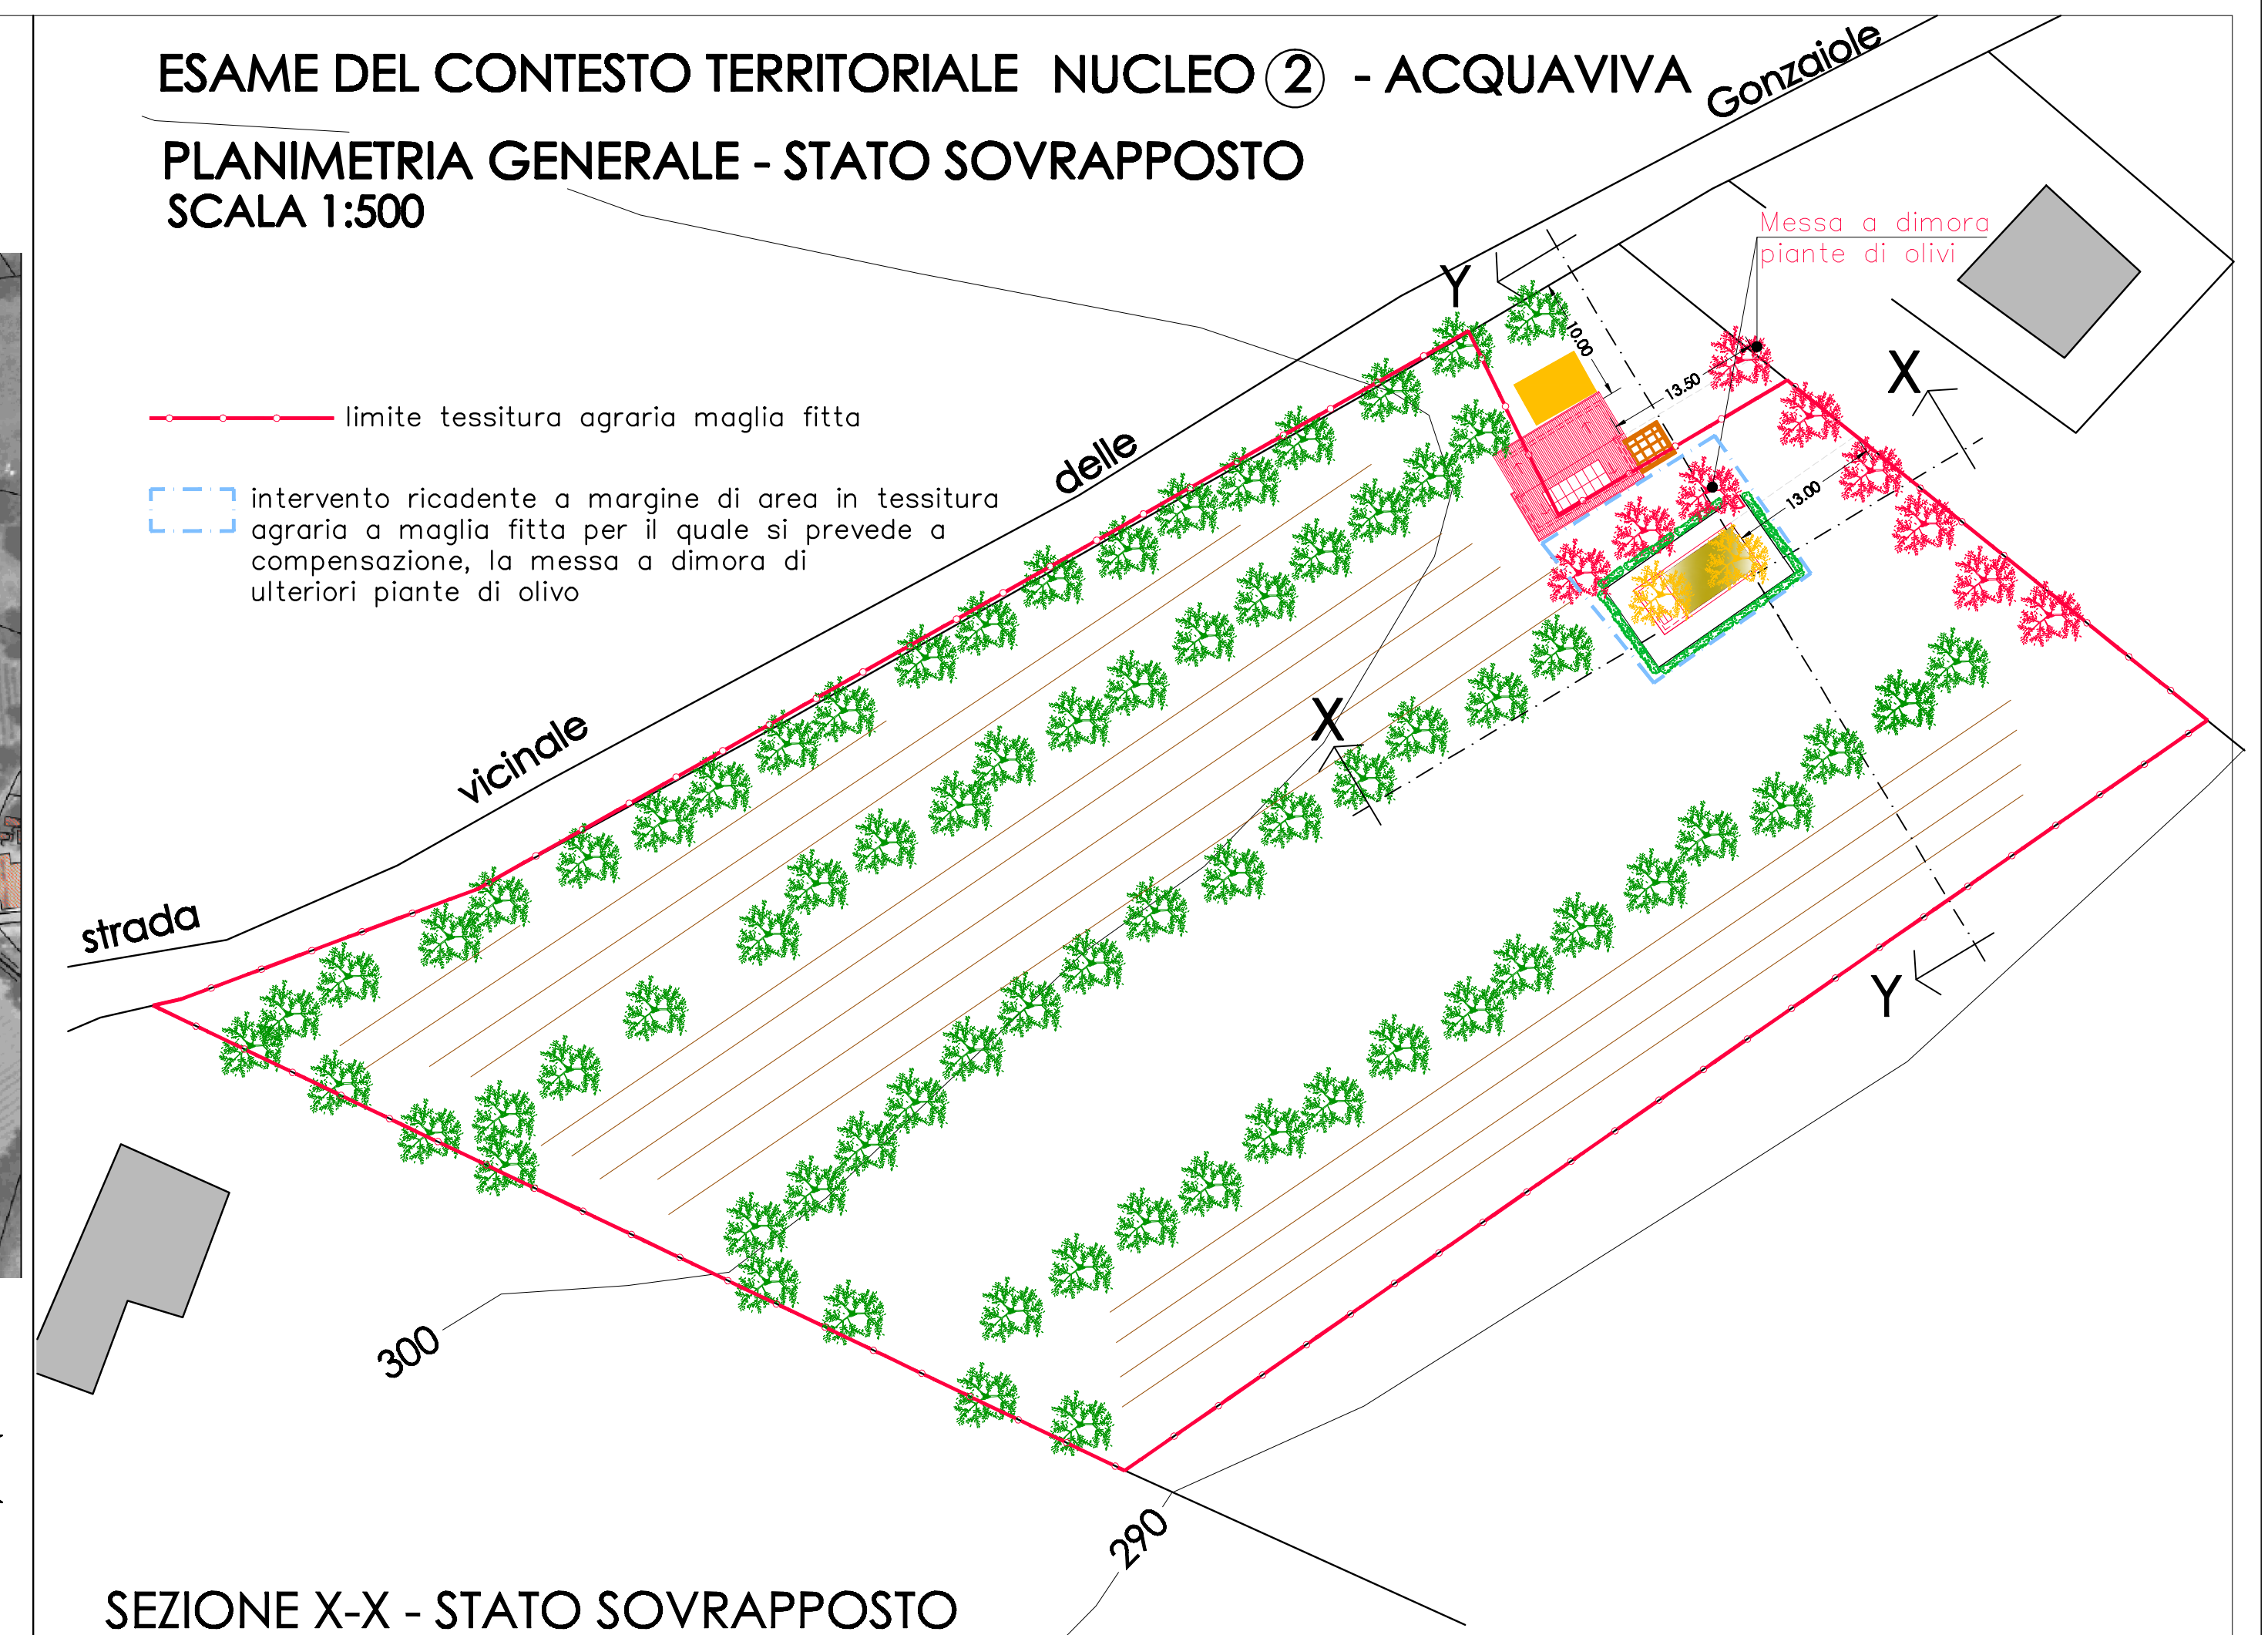 ESAME DEL CONTESTO TERRITORIALE NUCLEO 2 - ACQUAVIVA
PLANIMETRIA GENERALE - STATO SOVRAPPOSTO
SCALA 1:500
Gonzaiole
Messa a dimora
piante di olivi
Y
10.00
13.50
X
limite tessitura agraria maglia fitta
delle
13.00
intervento ricadente a margine di area in tessitura
agraria a maglia fitta per il quale si prevede a
compensazione, la messa a dimora di
ulteriori piante di olivo
X
vicinale
strada
Y
300
290
SEZIONE X-X - STATO SOVRAPPOSTO